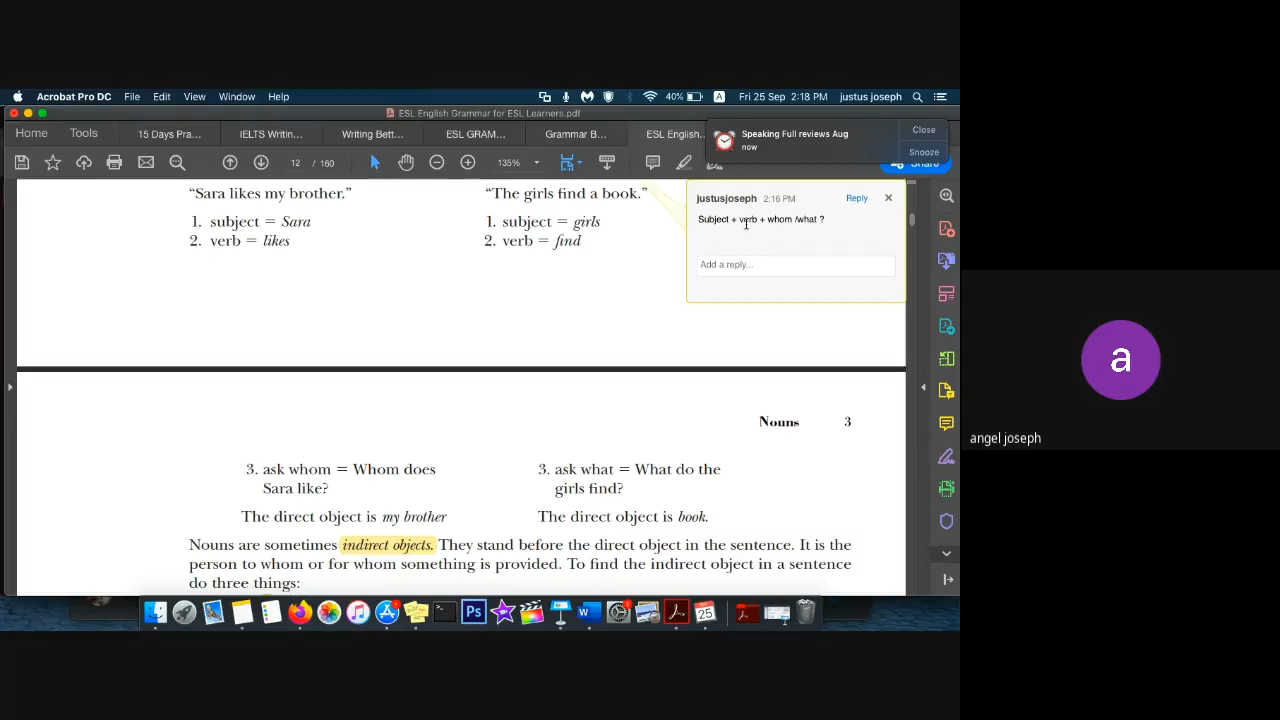 Acrobat Pro DC File Edit View Window Help 40% A Fri 25 Sep 2:18 PM justus joseph
ESL English Grammar for ESL Learners.pdf
Home Tools 15 Days Pra... IELTS Writin... Writing Bett... ESL GRAM... Grammar B... ESL English
Speaking Full reviews Aug
now
Close
Snooze
12 / 160 135% Share
"Sara likes my brother." "The girls find a book."
1. subject = Sara 1. subject = girls
2. verb = likes 2. verb = find
justusjoseph 2:16 PM Reply
Subject + verb + whom /what ?
Add a reply...
Nouns 3
3. ask whom = Whom does 3. ask what = What do the
Sara like? girls find?
The direct object is my brother The direct object is book.
Nouns are sometimes indirect objects. They stand before the direct object in the sentence. It is the
person to whom or for whom something is provided. To find the indirect object in a sentence
do three things:
Ps W 25
a
angel joseph